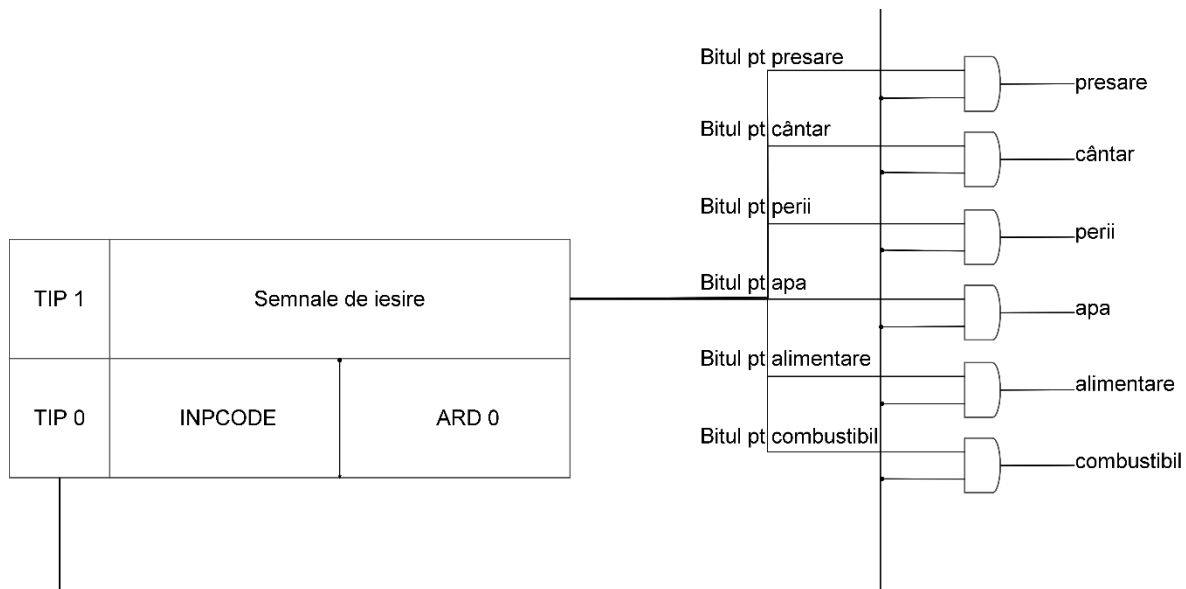 Bitul pt presare
presare
Bitul pt cântar
cântar
Bitul pt perii
perii
TIP 1
Semnale de iesire
Bitul pt apa
apa
TIP 0
INPCODE
ARD 0
Bitul pt alimentare
alimentare
Bitul pt combustibil
combustibil